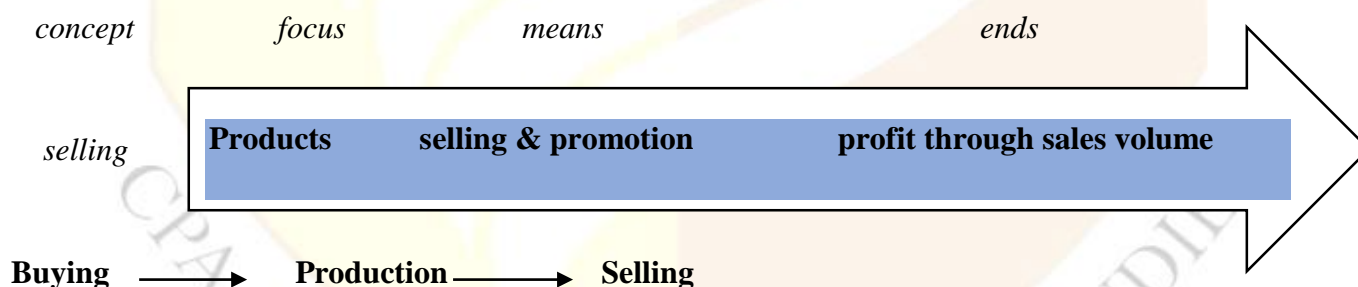 concept focus means ends
selling Products selling & promotion profit through sales volume
Buying Production Selling